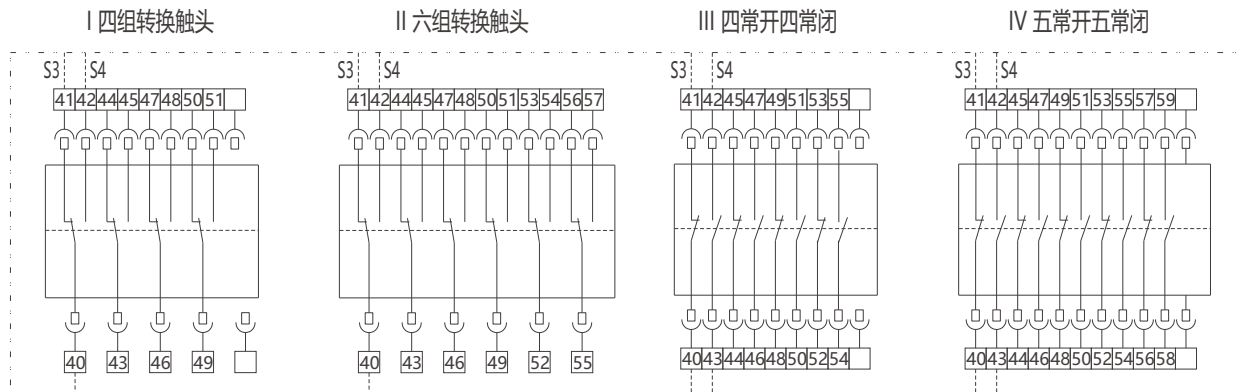 I 四组转换触头 II 六组转换触头 III 四常开四常闭 IV 五常开五常闭
S3 S4 S3 S4 S3 S4 S3 S4
41 42 44 45 47 48 50 51 41 42 44 45 47 48 50 51 53 54 56 57 41 42 45 47 49 51 53 55 41 42 45 47 49 51 53 55 57 59
40 43 46 49 40 43 46 49 52 55 40 43 44 46 48 50 52 54 40 43 44 46 48 50 52 54 56 58